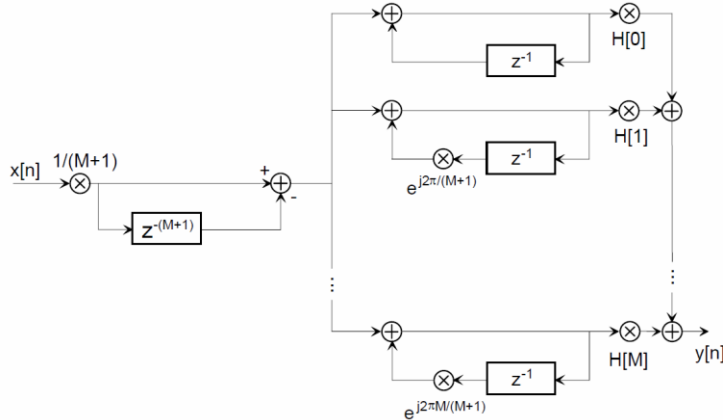 z⁻¹
H[0]
z⁻¹
H[1]
e^{j2π/(M+1)}
x[n]
1/(M+1)
+
-
z^{-(M+1)}
...
...
z⁻¹
H[M]
e^{j2πM/(M+1)}
y[n]